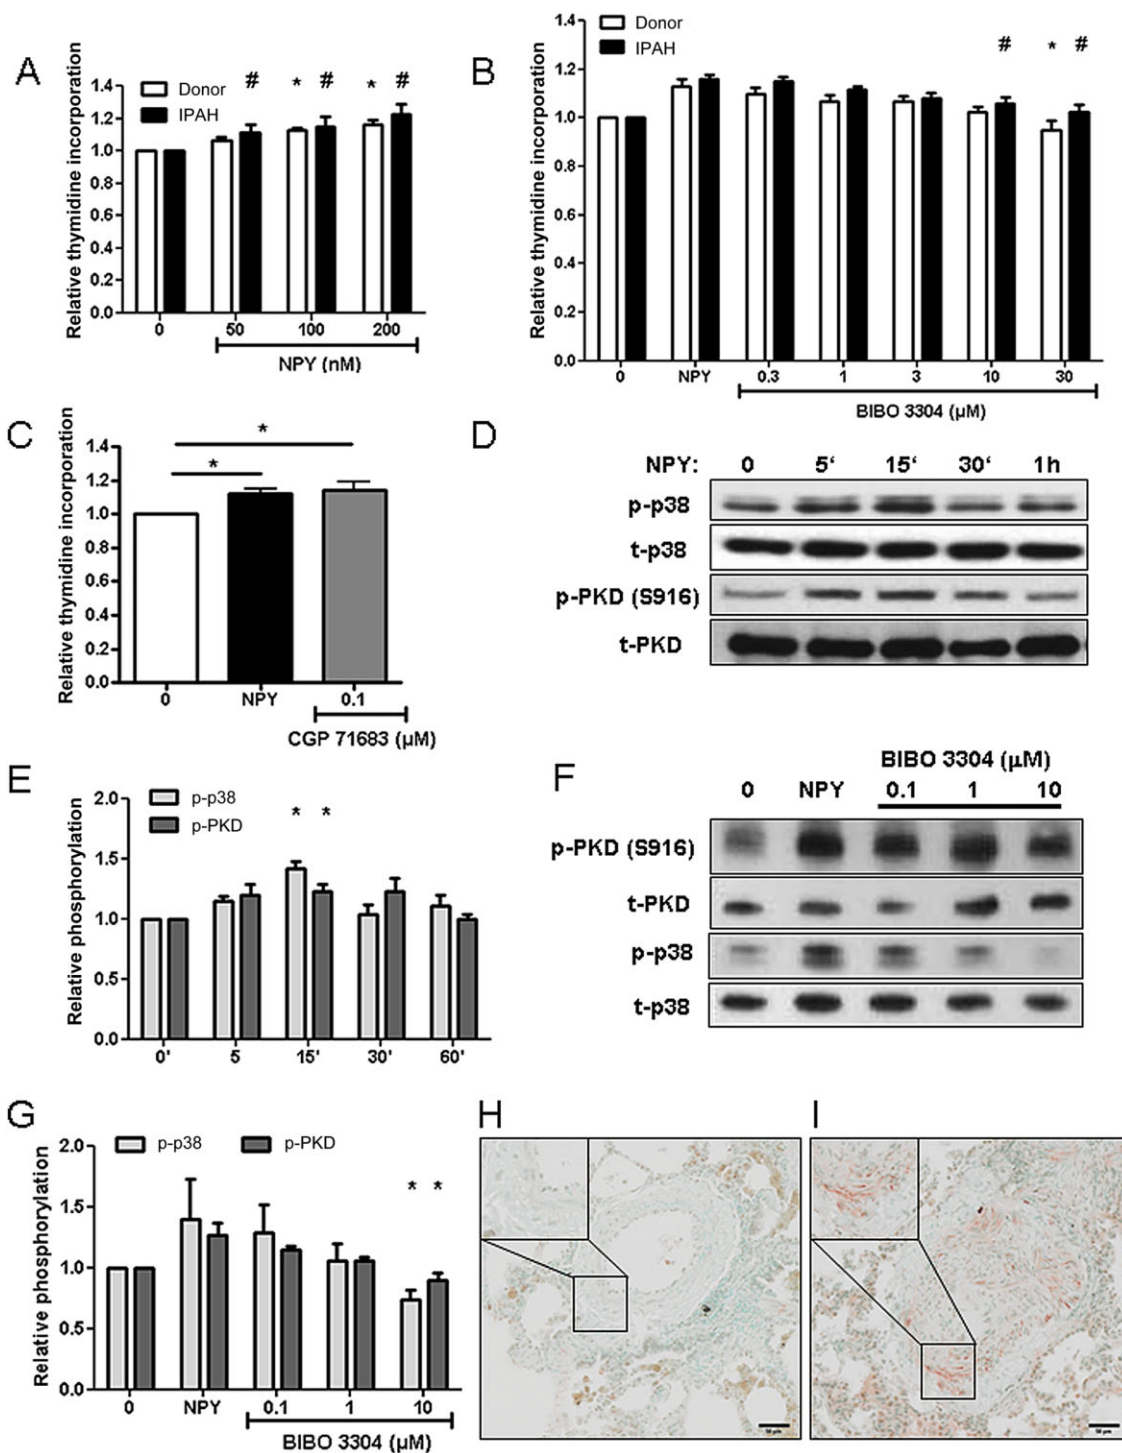 A
Relative thymidine incorporation
1.4
1.2
1.0
0.8
0.6
0.4
0.2
0.0
Donor
IPAH
# * # * #
0 50 100 200
NPY (nM)
B
Relative thymidine incorporation
1.4
1.2
1.0
0.8
0.6
0.4
0.2
0.0
Donor
IPAH
# * #
0 NPY 0.3 1 3 10 30
BIBO 3304 (µM)
C
Relative thymidine incorporation
1.4
1.2
1.0
0.8
0.6
0.4
0.2
0.0
*
*
0 NPY 0.1
CGP 71683 (µM)
D
NPY: 0 5‘ 15‘ 30‘ 1h
p-p38
t-p38
p-PKD (S916)
t-PKD
E
Relative phosphorylation
2.0
1.5
1.0
0.5
0.0
p-p38
p-PKD
* *
0' 5 15' 30' 60'
F
BIBO 3304 (µM)
0 NPY 0.1 1 10
p-PKD (S916)
t-PKD
p-p38
t-p38
G
Relative phosphorylation
2.0
1.5
1.0
0.5
0.0
p-p38 p-PKD
* *
0 NPY 0.1 1 10
BIBO 3304 (µM)
H
I